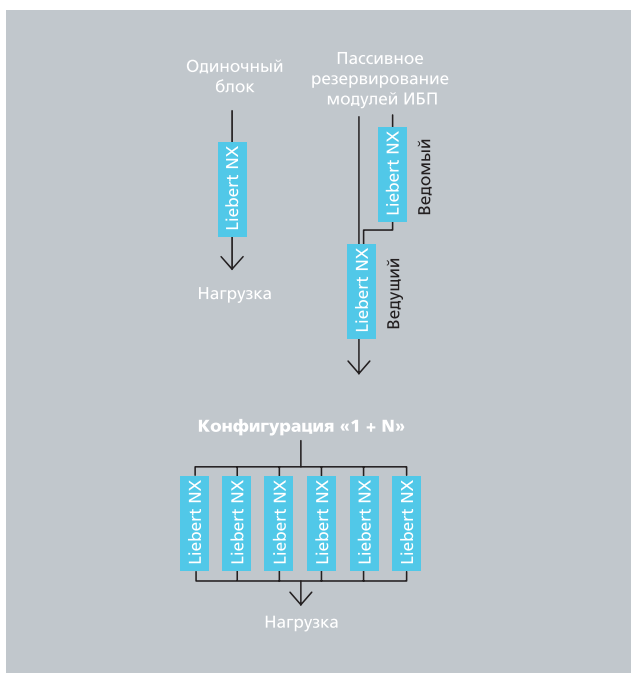 Одиночный
блок
Пассивное
резервирование
модулей ИБП
Liebert NX
Liebert NX
Ведомый
Liebert NX
Ведущий
Нагрузка
Конфигурация «1 + N»
Liebert NX
Liebert NX
Liebert NX
Liebert NX
Liebert NX
Liebert NX
Нагрузка